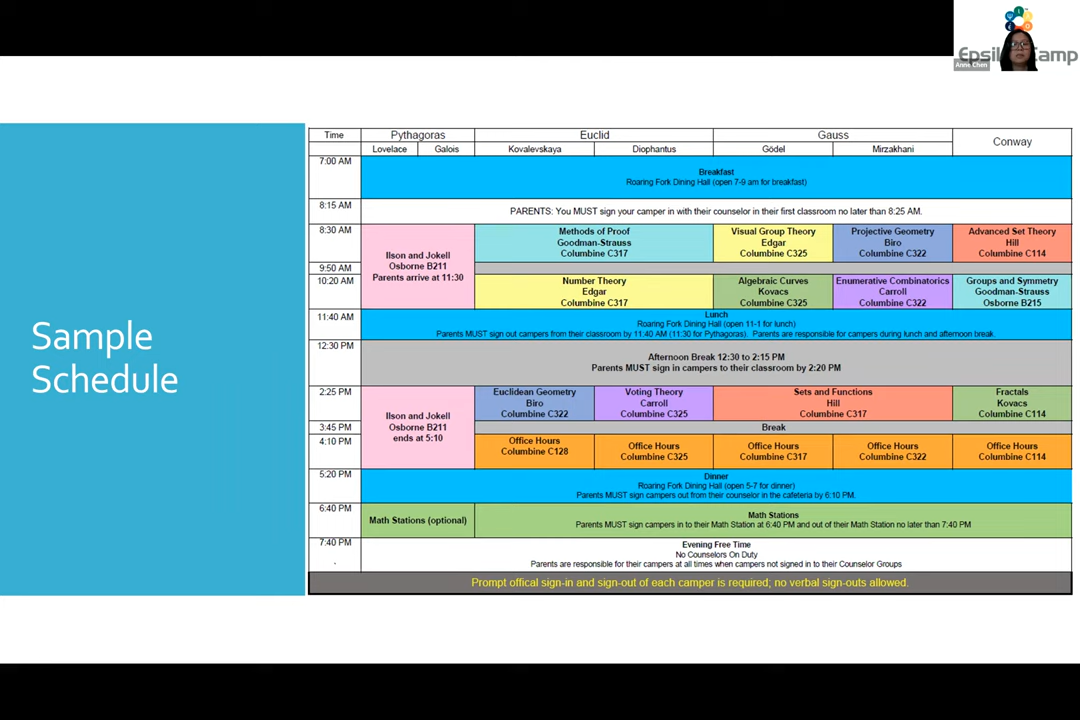 Epsilon Camp
Anne Chen
Sample
Schedule
Time
Pythagoras
Euclid
Gauss
Conway
Lovelace
Galois
Kovalevskaya
Diophantus
Gödel
Mirzakhani
7:00 AM
Breakfast
Roaring Fork Dining Hall (open 7-9 am for breakfast)
8:15 AM
PARENTS: You MUST sign your camper in with their counselor in their first classroom no later than 8:25 AM.
8:30 AM
Ilson and Jokell
Osborne B211
Parents arrive at 11:30
Methods of Proof
Goodman-Strauss
Columbine C317
Visual Group Theory
Edgar
Columbine C325
Projective Geometry
Biro
Columbine C322
Advanced Set Theory
Hill
Columbine C114
9:50 AM
10:20 AM
Number Theory
Edgar
Columbine C317
Algebraic Curves
Kovacs
Columbine C325
Enumerative Combinatorics
Carroll
Columbine C322
Groups and Symmetry
Goodman-Strauss
Osborne B215
11:40 AM
Lunch
Roaring Fork Dining Hall (open 11-1 for lunch)
Parents MUST sign out campers from their classroom by 11:40 AM (11:30 for Pythagoras). Parents are responsible for campers during lunch and afternoon break.
12:30 PM
Afternoon Break 12:30 to 2:15 PM
Parents MUST sign in campers to their classroom by 2:20 PM
2:25 PM
Ilson and Jokell
Osborne B211
ends at 5:10
Euclidean Geometry
Biro
Columbine C322
Voting Theory
Carroll
Columbine C325
Sets and Functions
Hill
Columbine C317
Fractals
Kovacs
Columbine C114
3:45 PM
Break
4:10 PM
Office Hours
Columbine C128
Office Hours
Columbine C325
Office Hours
Columbine C317
Office Hours
Columbine C322
Office Hours
Columbine C114
5:20 PM
Dinner
Roaring Fork Dining Hall (open 5-7 for dinner)
Parents MUST sign campers out from their counselor in the cafeteria by 6:10 PM.
6:40 PM
Math Stations (optional)
Math Stations
Parents MUST sign campers in to their Math Station at 6:40 PM and out of their Math Station no later than 7:40 PM
7:40 PM
Evening Free Time
No Counselors On Duty
Parents are responsible for their campers at all times when campers not signed in to their Counselor Groups
Prompt offical sign-in and sign-out of each camper is required; no verbal sign-outs allowed.